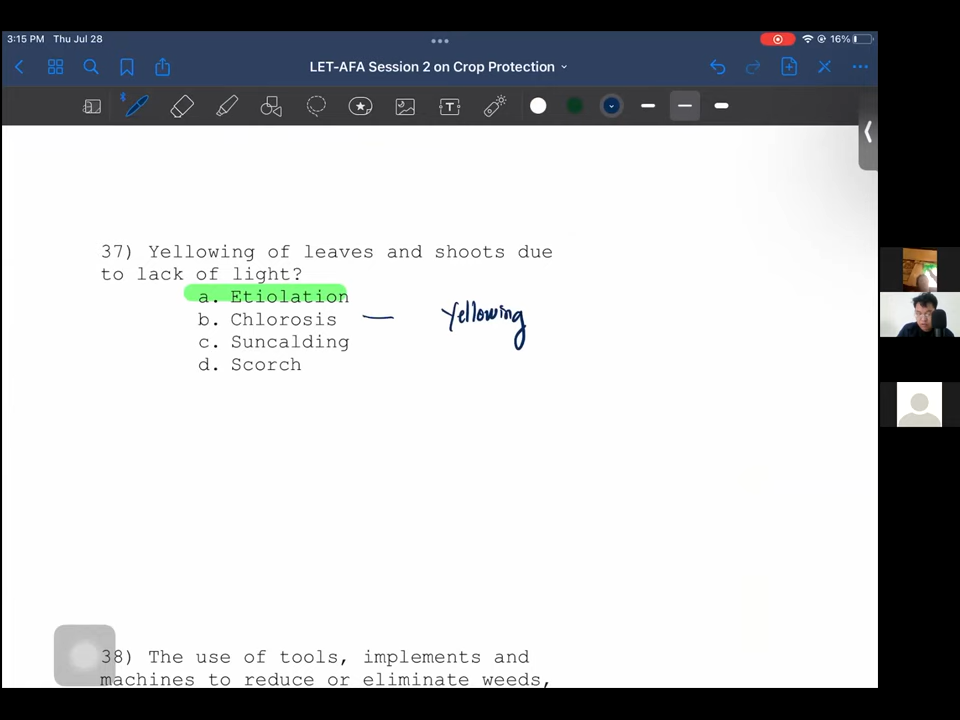 3:15 PM Thu Jul 28
16%
LET-AFA Session 2 on Crop Protection
37) Yellowing of leaves and shoots due
to lack of light?
a. Etiolation
b. Chlorosis — Yellowing
c. Suncalding
d. Scorch
38) The use of tools, implements and
machines to reduce or eliminate weeds,